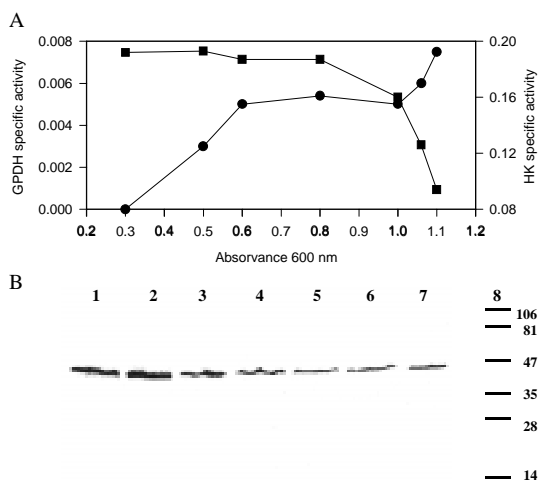 A
0.008 0.20
0.006 0.16
0.004
0.002 0.12
0.000 0.08
GPDH specific activity
HK specific activity
0.2 0.3 0.4 0.5 0.6 0.7 0.8 0.9 1.0 1.1 1.2
Absorvance 600 nm
B
1 2 3 4 5 6 7 8
106
81
47
35
28
14